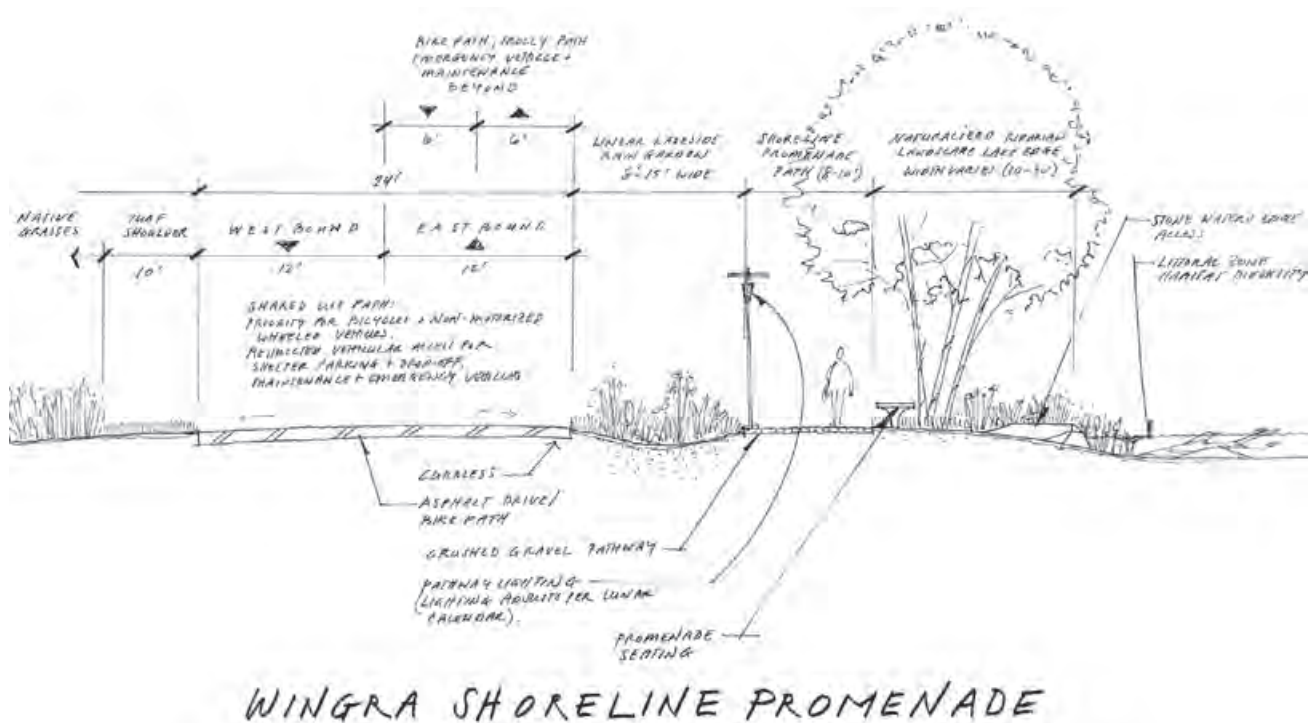 BIKE PATH, TROLLY PATH
EMERGENCY VEHICLE +
MAINTENANCE
BEYOND
6' 6'
24'
LINEAR LAKESIDE
RAIN GARDEN
8'-15' WIDE
SHORELINE
PROMENADE
PATH (8-10')
NATURALIZED RIPARIAN
LANDSCAPE LAKE EDGE
WIDTH VARIES
NATIVE
GRASSES
TURF
SHOULDER
10'
WEST BOUND
12'
EAST BOUND
12'
STONE WATER'S EDGE
ACCESS
LITTORAL ZONE
HABITAT DIVERSITY
SHARED USE PATH:
PRIORITY FOR BICYCLES + NON-MOTORIZED
WHEELED VEHICLES.
RESTRICTED VEHICULAR ACCESS FOR
SHELTER PARKING + DROP-OFF,
MAINTENANCE + EMERGENCY VEHICLES
CURBLESS
ASPHALT DRIVE/
BIKE PATH
CRUSHED GRAVEL PATHWAY
PATHWAY LIGHTING
(LIGHTING ADJUSTS PER LUNAR
CALENDAR).
PROMENADE
SEATING
WINGRA SHORELINE PROMENADE